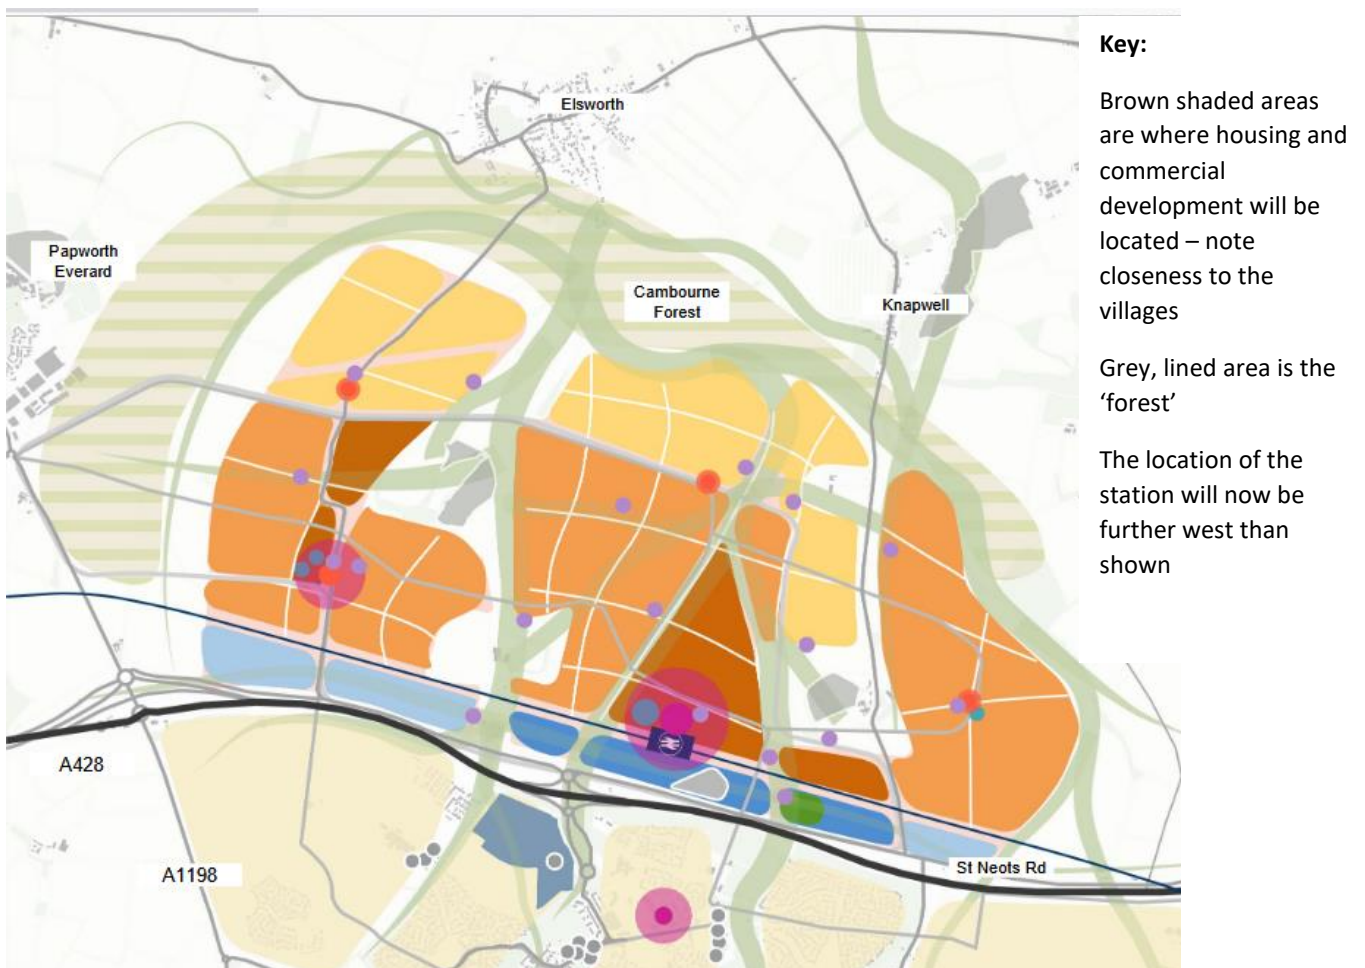 Elsworth
Papworth
Everard
Cambourne
Forest
Knapwell
A428
A1198
St Neots Rd
Key:
Brown shaded areas
are where housing and
commercial
development will be
located – note
closeness to the
villages
Grey, lined area is the
‘forest’
The location of the
station will now be
further west than
shown